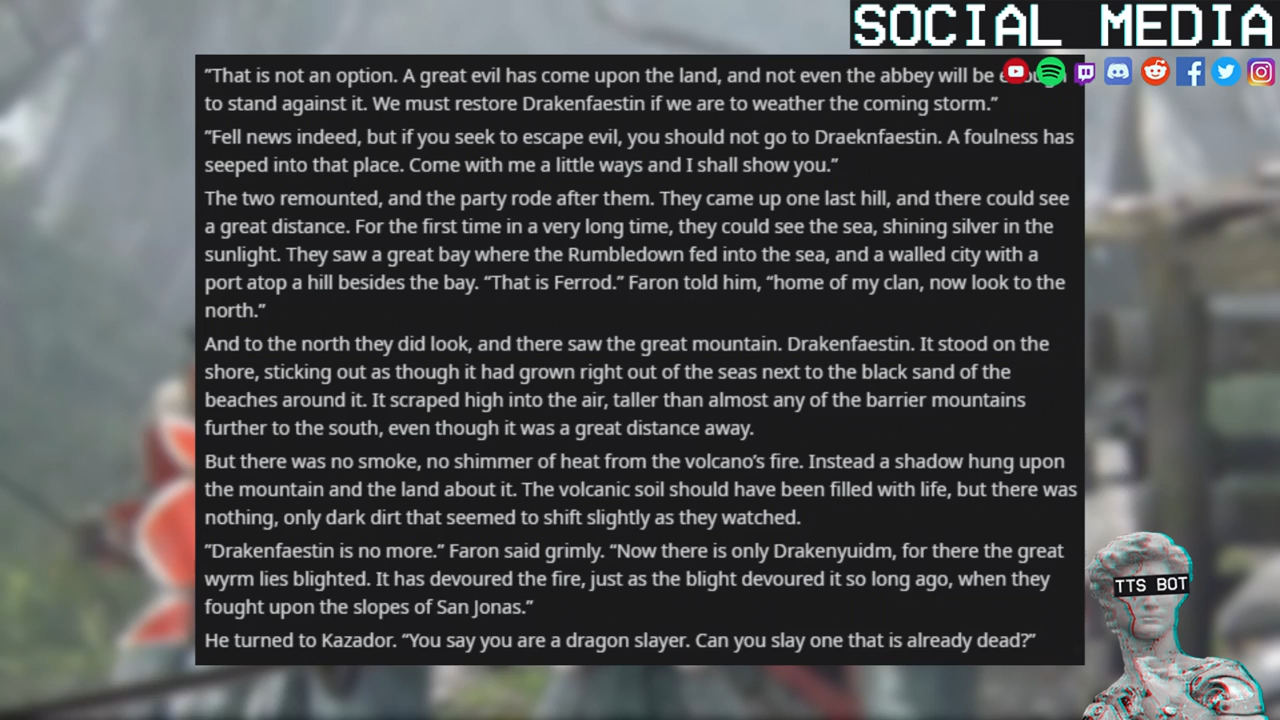 SOCIAL MEDIA
"That is not an option. A great evil has come upon the land, and not even the abbey will be
to stand against it. We must restore Drakenfaestin if we are to weather the coming storm."
"Fell news indeed, but if you seek to escape evil, you should not go to Draeknfaestin. A foulness has
seeped into that place. Come with me a little ways and I shall show you."
The two remounted, and the party rode after them. They came up one last hill, and there could see
a great distance. For the first time in a very long time, they could see the sea, shining silver in the
sunlight. They saw a great bay where the Rumbledown fed into the sea, and a walled city with a
port atop a hill besides the bay. "That is Ferrod." Faron told him, "home of my clan, now look to the
north."
And to the north they did look, and there saw the great mountain. Drakenfaestin. It stood on the
shore, sticking out as though it had grown right out of the seas next to the black sand of the
beaches around it. It scraped high into the air, taller than almost any of the barrier mountains
further to the south, even though it was a great distance away.
But there was no smoke, no shimmer of heat from the volcano's fire. Instead a shadow hung upon
the mountain and the land about it. The volcanic soil should have been filled with life, but there was
nothing, only dark dirt that seemed to shift slightly as they watched.
"Drakenfaestin is no more." Faron said grimly. "Now there is only Drakenyuidm, for there the great
wyrm lies blighted. It has devoured the fire, just as the blight devoured it so long ago, when they
fought upon the slopes of San Jonas."
He turned to Kazador. "You say you are a dragon slayer. Can you slay one that is already dead?"
TTS BOT